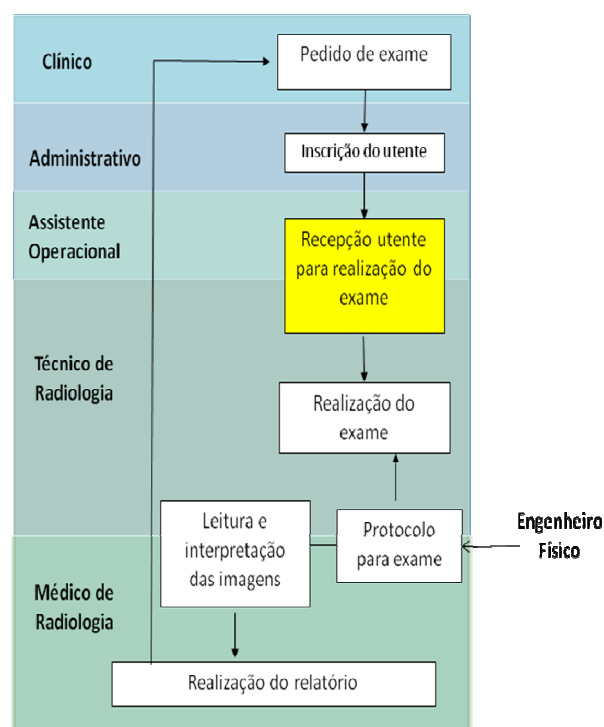 Clínico
Pedido de exame
Administrativo
Inscrição do utente
Assistente
Operacional
Recepção utente
para realização do
exame
Técnico de
Radiologia
Realização do
exame
Leitura e
interpretação
das imagens
Protocolo
para exame
Engenheiro
Físico
Médico de
Radiologia
Realização do relatório